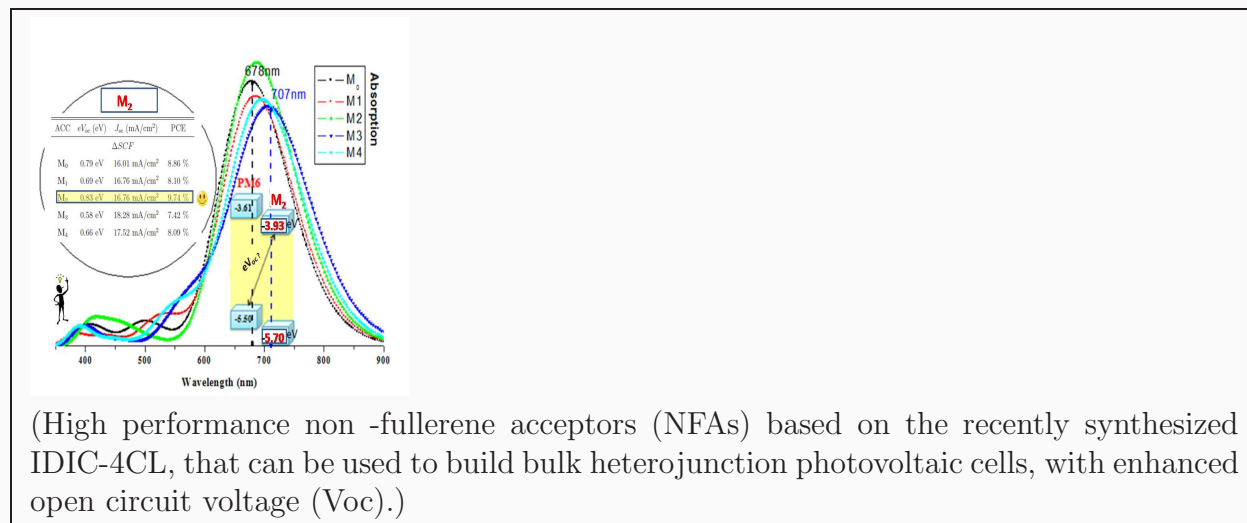 678nm
707nm
M0
M1
M2
M3
M4
Absorption
M2
ACC eVoc (eV) Joc (mA/cm²) PCE
ΔSCF
M0 0.79 eV 16.01 mA/cm² 8.86 %
M1 0.69 eV 16.76 mA/cm² 8.10 %
M2 0.83 eV 16.76 mA/cm² 9.74 %
M3 0.58 eV 18.28 mA/cm² 7.42 %
M4 0.66 eV 17.52 mA/cm² 8.09 %
PM6
M2
-3.61
-3.93 eV
eVoc?
-5.50
-5.70 eV
400 500 600 700 800 900
Wavelength (nm)
(High performance non -fullerene acceptors (NFAs) based on the recently synthesized
IDIC-4CL, that can be used to build bulk heterojunction photovoltaic cells, with enhanced
open circuit voltage (Voc).)